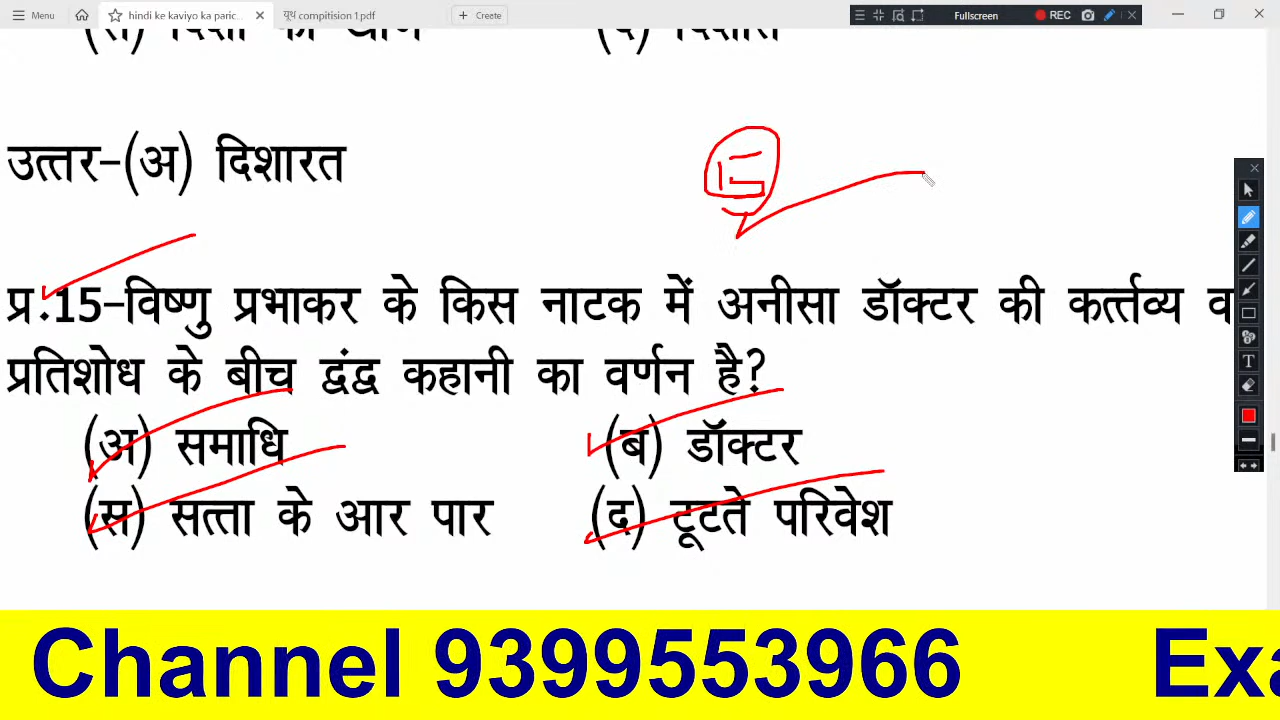 Menu
hindi ke kaviyo ka paric...
यूथ compitision 1.pdf
+ Create
Fullscreen
REC
उत्तर-(अ) दिशारत
15
प्र.15-विष्णु प्रभाकर के किस नाटक में अनीसा डॉक्टर की कर्त्तव्य व
प्रतिशोध के बीच द्वंद्व कहानी का वर्णन है?
(अ) समाधि (ब) डॉक्टर
(स) सत्ता के आर पार (द) टूटते परिवेश
Channel 9399553966 Exa